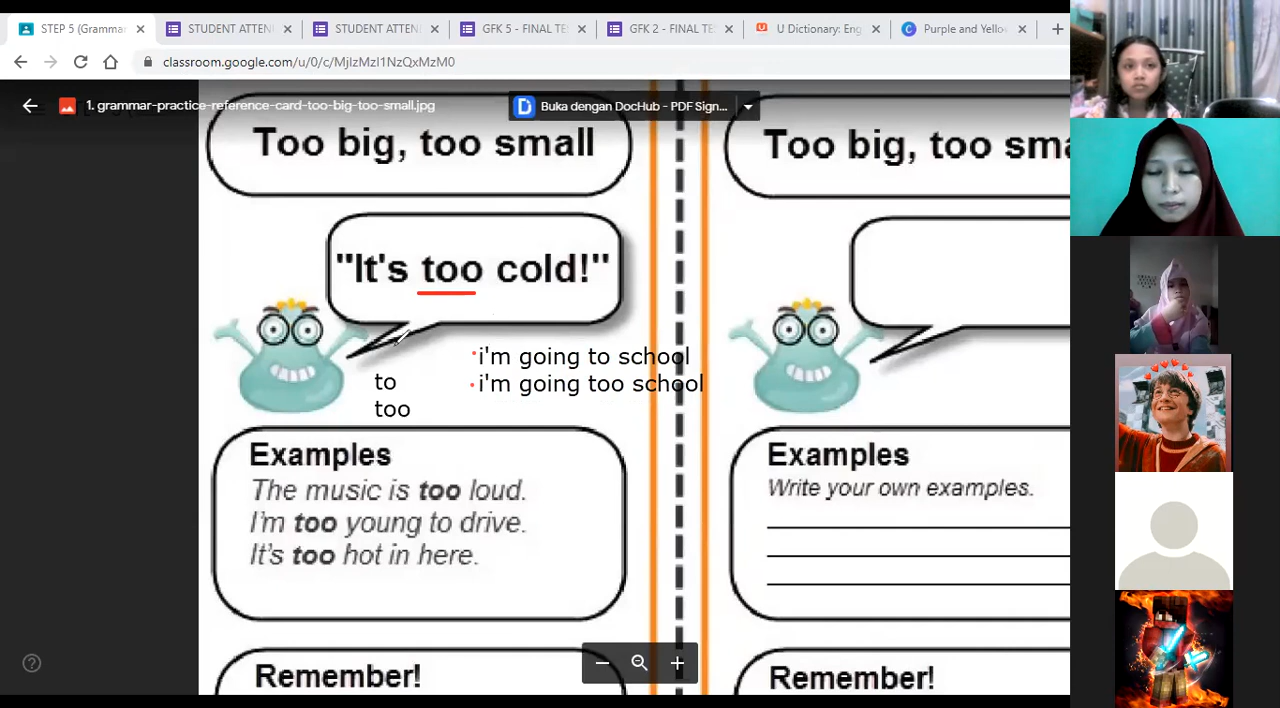 STEP 5 (Grammar
STUDENT ATTEN
STUDENT ATTEN
GFK 5 - FINAL TE
GFK 2 - FINAL TE
U Dictionary: Eng
Purple and Yello
classroom.google.com/u/0/c/MjIzMzI1NzQxMzM0
1. grammar-practice-reference-card-too-big-too-small.jpg
Buka dengan DocHub - PDF Sign...
Too big, too small
"It's too cold!"
i'm going to school
i'm going too school
to
too
Examples
The music is too loud.
I'm too young to drive.
It's too hot in here.
Remember!
Too big, too sma
Examples
Write your own examples.
Remember!